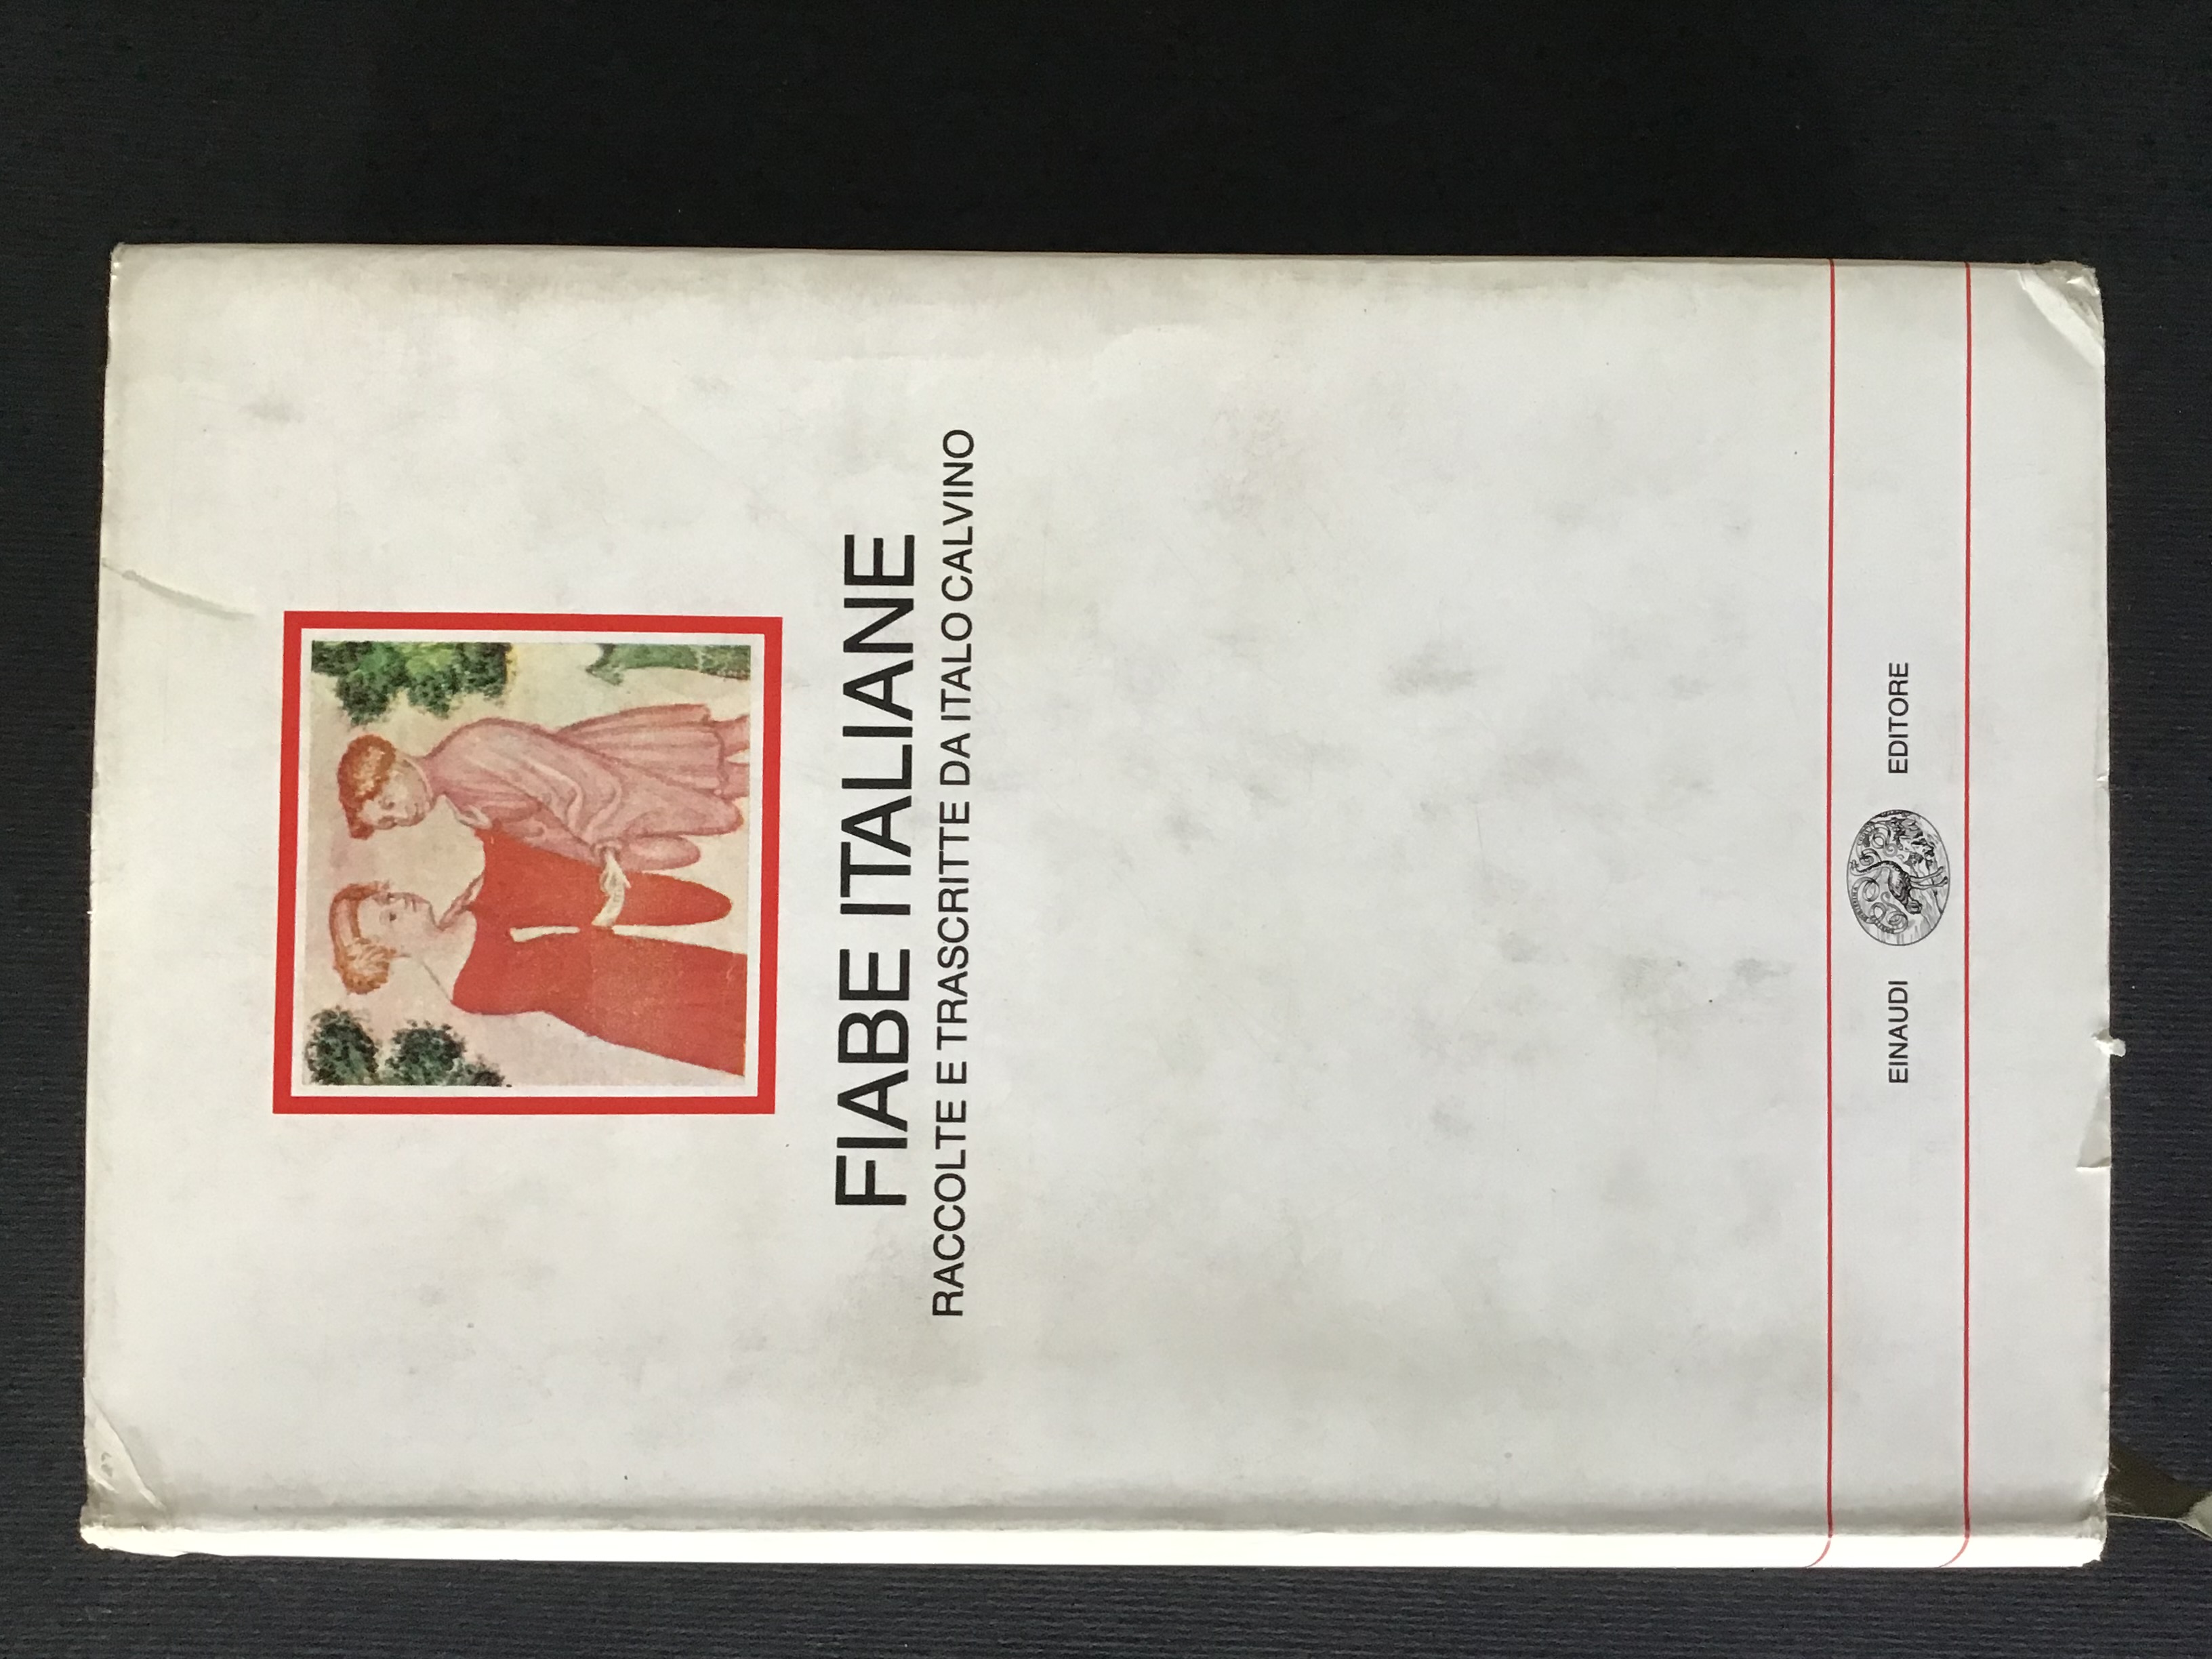 FIABE ITALIANE
RACCOLTE E TRASCRITTE DA ITALO CALVINO
EINAUDI EDITORE